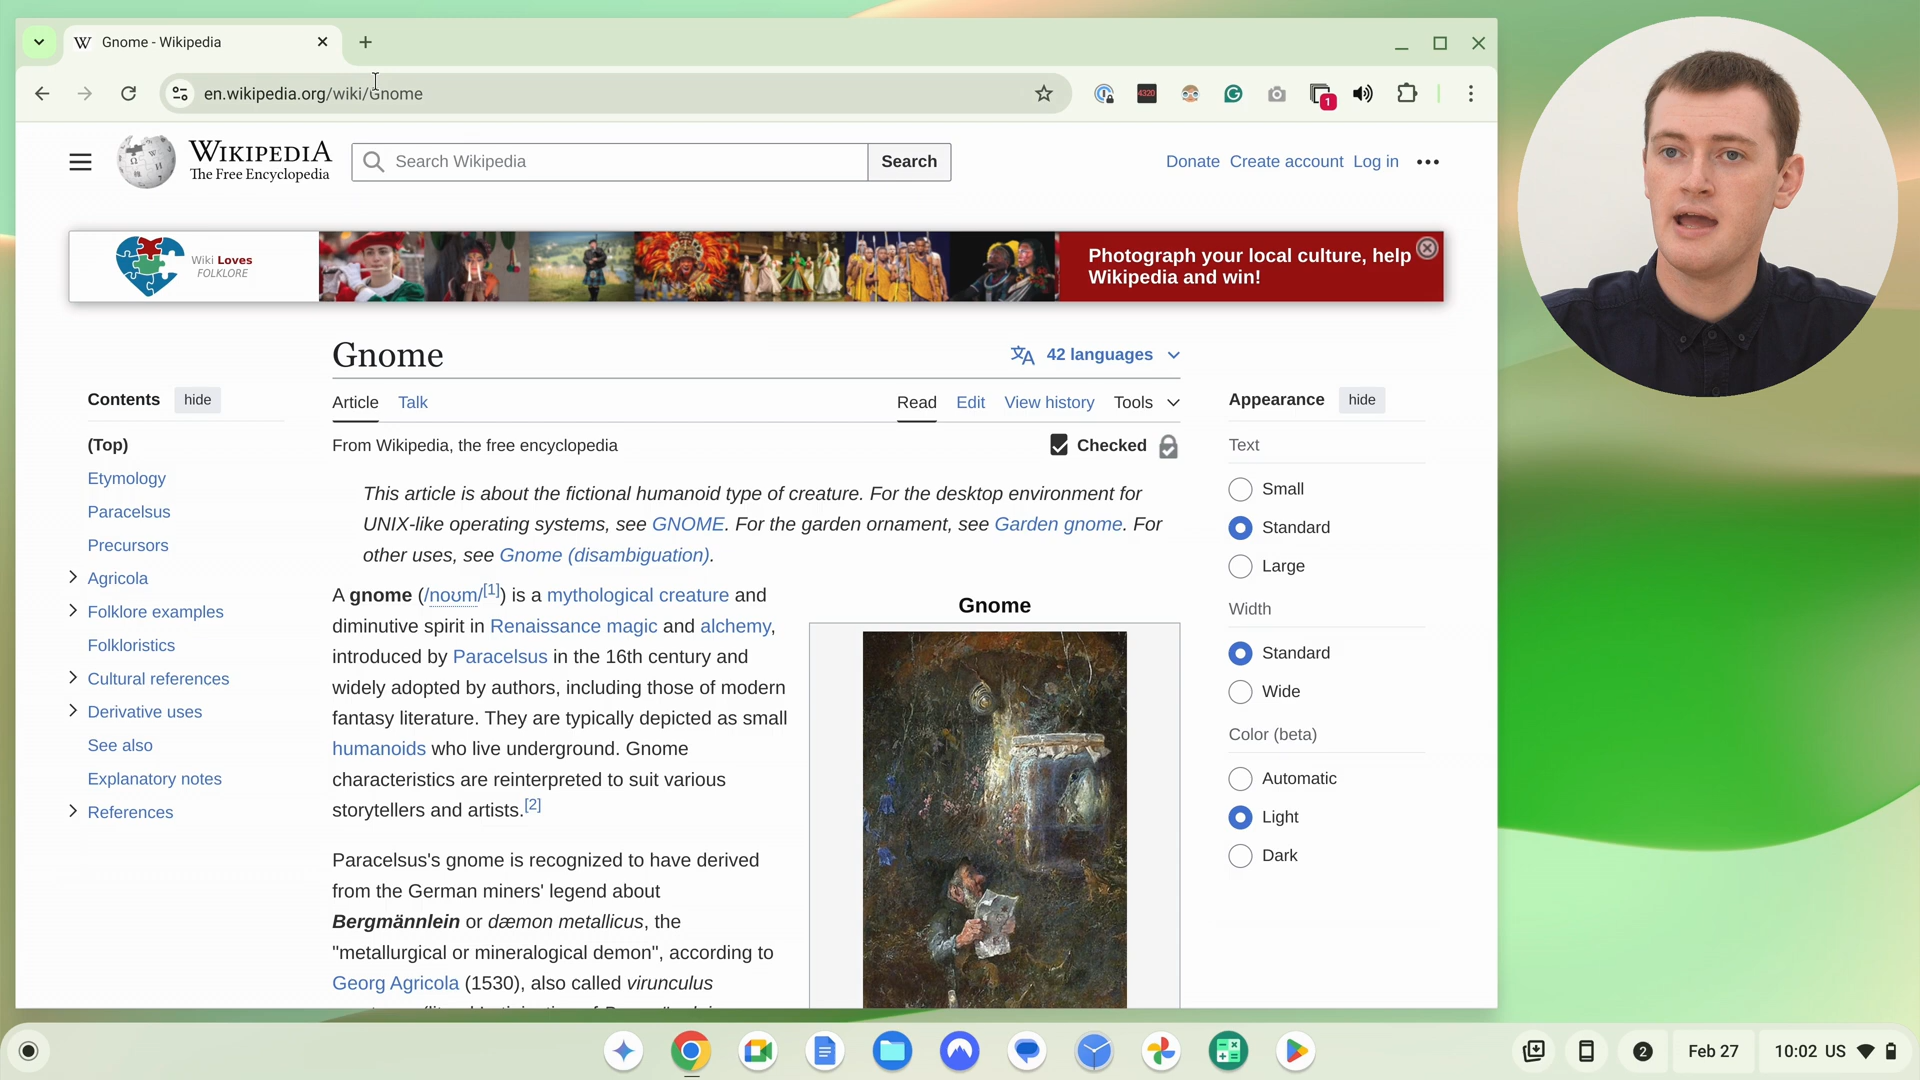 Gnome - Wikipedia
en.wikipedia.org/wiki/Gnome
4320
1
WIKIPEDIA
The Free Encyclopedia
Search Wikipedia
Search
Donate Create account Log in
Wiki Loves
FOLKLORE
Photograph your local culture, help
Wikipedia and win!
Gnome
42 languages
Contents hide
Article Talk Read Edit View history Tools
Appearance hide
From Wikipedia, the free encyclopedia
Checked
(Top)
Etymology
Paracelsus
Precursors
Agricola
Folklore examples
Folkloristics
Cultural references
Derivative uses
See also
Explanatory notes
References
This article is about the fictional humanoid type of creature. For the desktop environment for
UNIX-like operating systems, see GNOME. For the garden ornament, see Garden gnome. For
other uses, see Gnome (disambiguation).
A gnome (/noʊm/[1]) is a mythological creature and
diminutive spirit in Renaissance magic and alchemy,
introduced by Paracelsus in the 16th century and
widely adopted by authors, including those of modern
fantasy literature. They are typically depicted as small
humanoids who live underground. Gnome
characteristics are reinterpreted to suit various
storytellers and artists.[2]
Paracelsus's gnome is recognized to have derived
from the German miners' legend about
Bergmännlein or dæmon metallicus, the
"metallurgical or mineralogical demon", according to
Georg Agricola (1530), also called virunculus
Gnome
Text
Small
Standard
Large
Width
Standard
Wide
Color (beta)
Automatic
Light
Dark
2
Feb 27
10:02 US